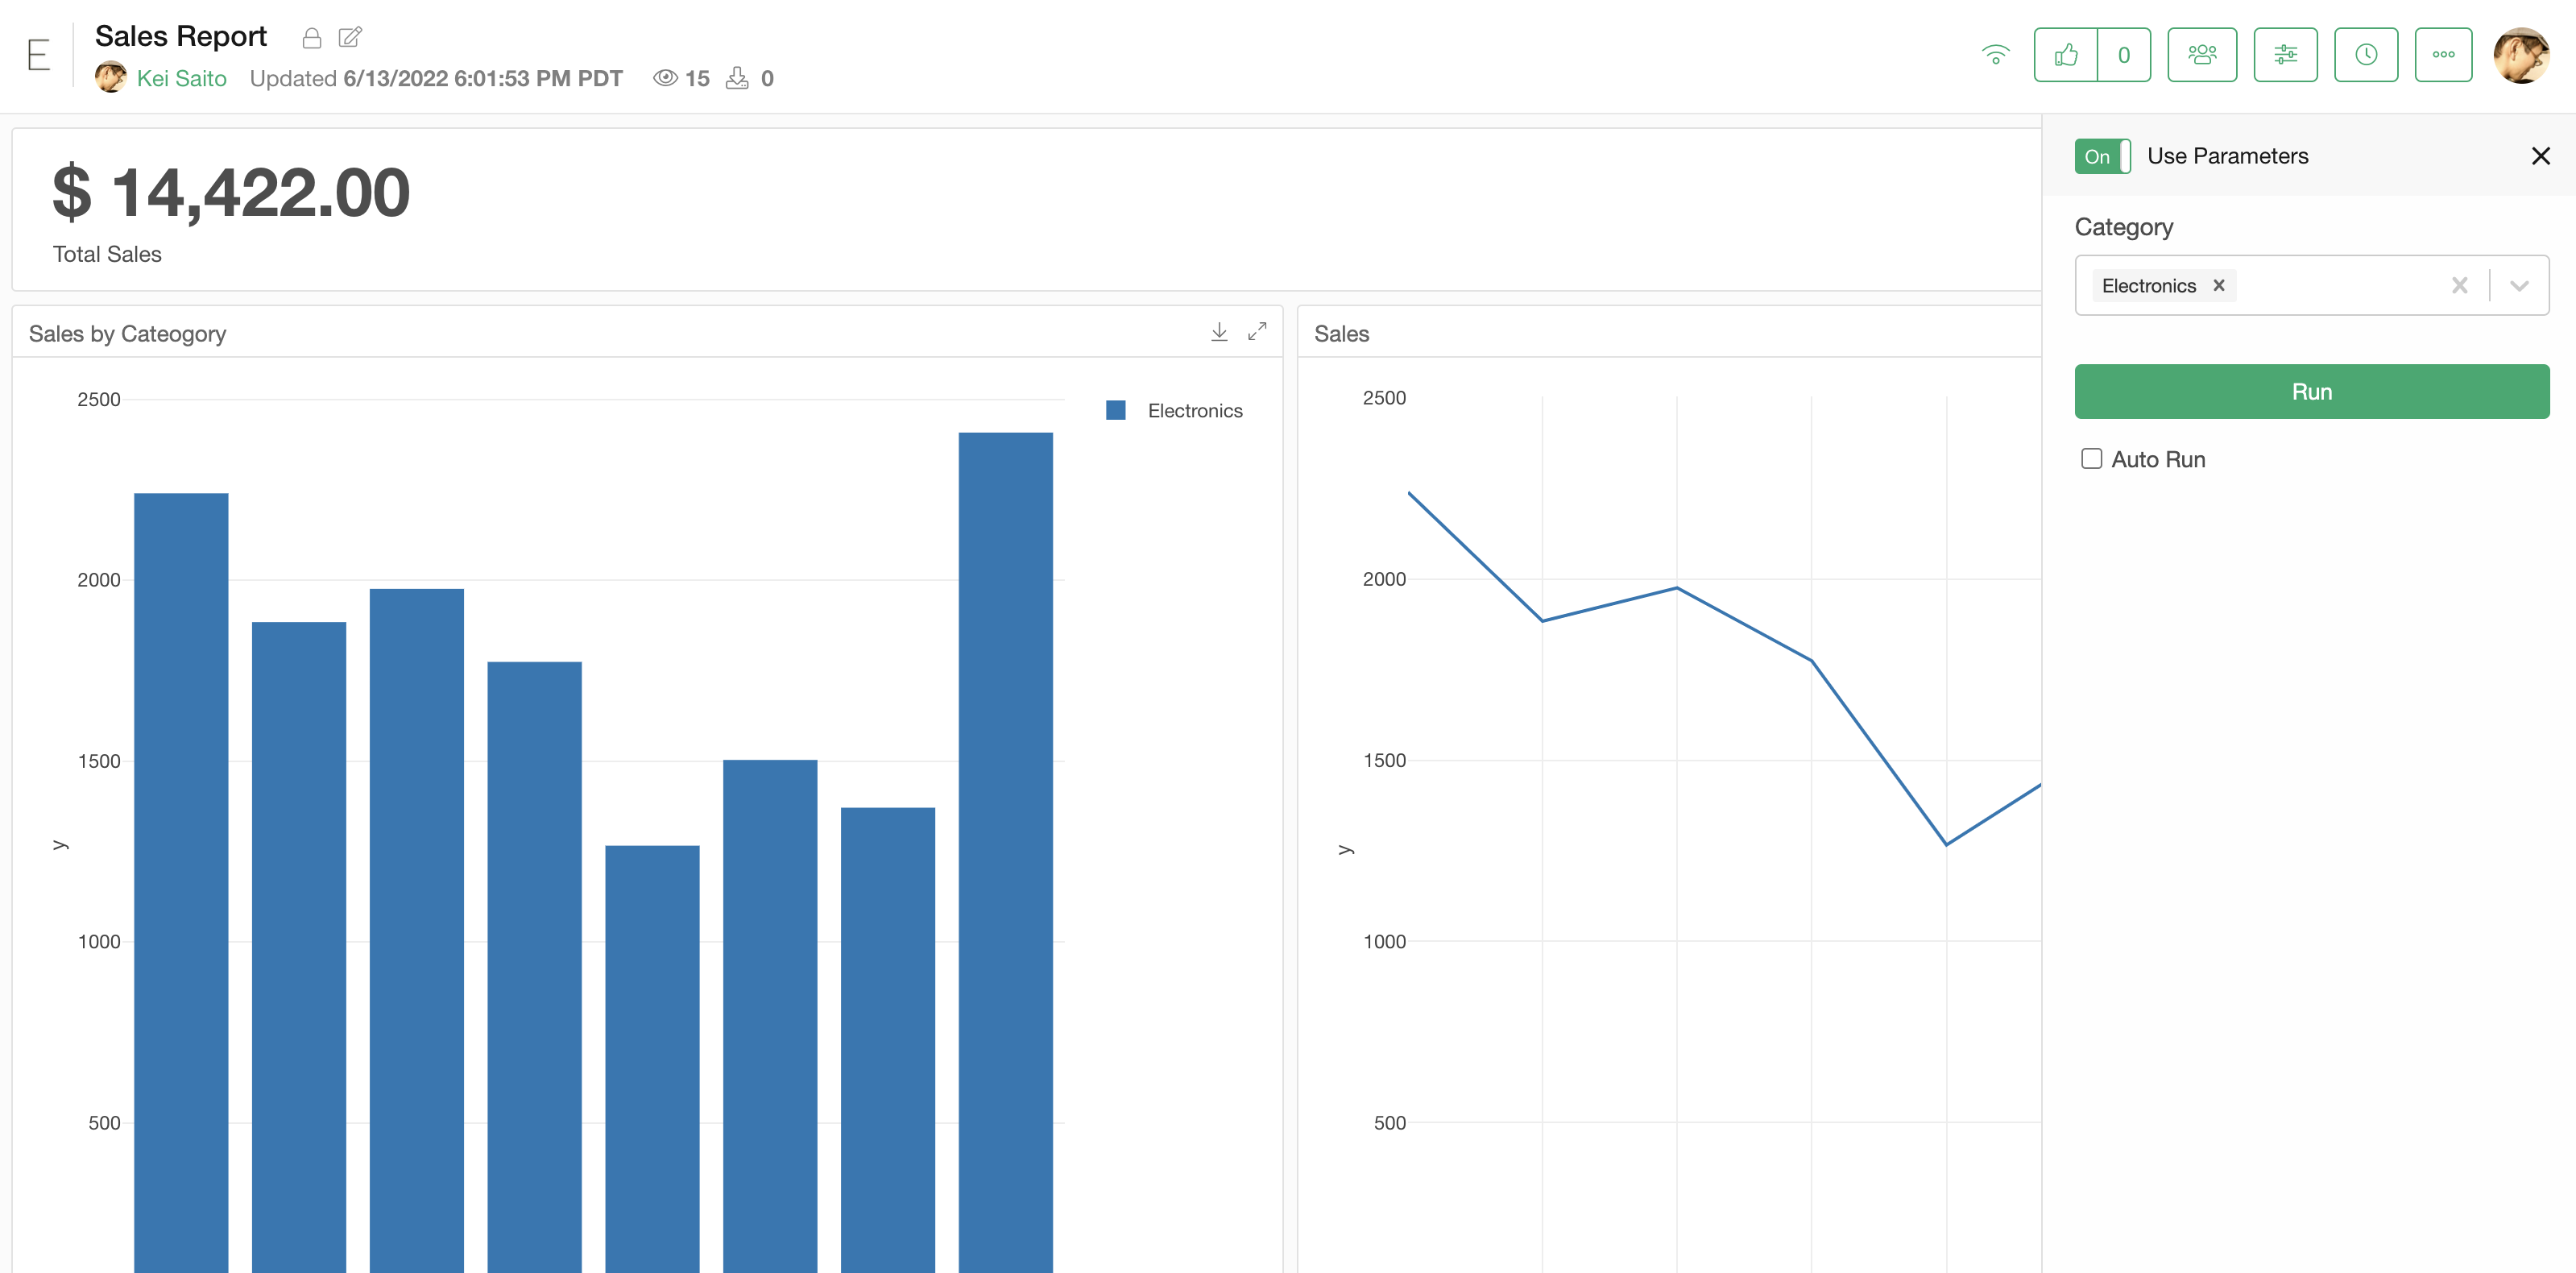 E
Sales Report
Kei Saito Updated 6/13/2022 6:01:53 PM PDT 15 0
0
$ 14,422.00
Total Sales
Sales by Cateogory
2500
2000
1500
1000
500
y
Electronics
Sales
2500
2000
1500
1000
500
y
On Use Parameters
Category
Electronics
Run
Auto Run